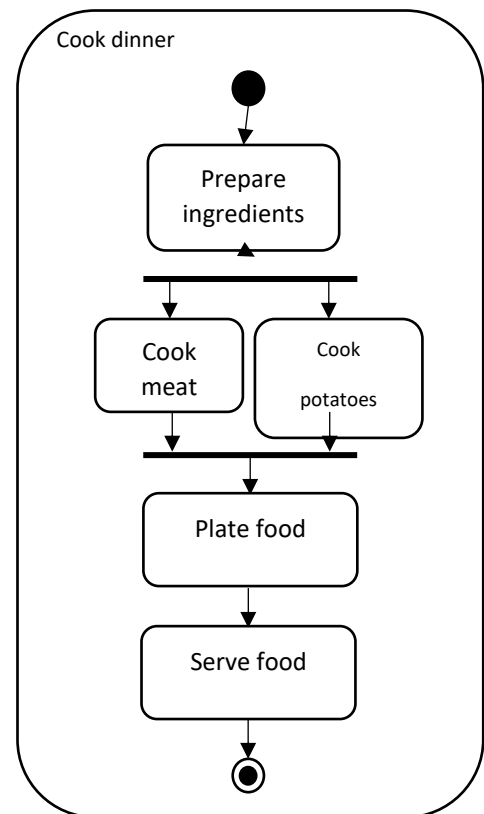 Cook dinner
Prepare
ingredients
Cook
meat
Cook
potatoes
Plate food
Serve food